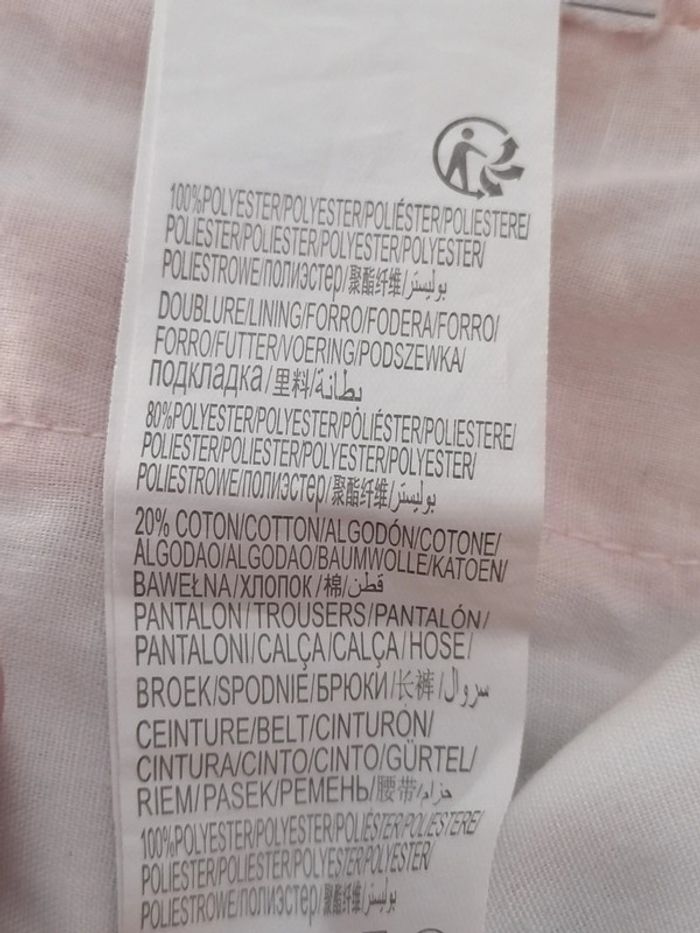 100%POLYESTER/POLYESTER/POLIÉSTER/POLIESTERE/
POLIESTER/POLIESTER/POLYESTER/POLYESTER/
POLIESTROWE/ПОЛИЭСТЕР/聚酯纤维/بوليستر
DOUBLURE/LINING/FORRO/FODERA/FORRO/
FORRO/FUTTER/VOERING/PODSZEWKA/
ПОДКЛАДКА/里料/بطانة
80%POLYESTER/POLYESTER/PÒLIÉSTER/POLIESTERE/
POLIESTER/POLIESTER/POLYESTER/POLYESTER/
POLIESTROWE/ПОЛИЭСТЕР/聚酯纤维/بوليستر
20% COTON/COTTON/ALGODÓN/COTONE/
ALGODAO/ALGODAO/BAUMWOLLE/KATOEN/
BAWEŁNA/ХЛОПОК/棉/قطن
PANTALON/TROUSERS/PANTALÓN/
PANTALONI/CALÇA/CALÇA/HOSE/
BROEK/SPODNIE/БРЮКИ/长裤/سروال
CEINTURE/BELT/CINTURÓN/
CINTURA/CINTO/CINTO/GÜRTEL/
RIEM/PASEK/РЕМЕНЬ/腰带/حزام
100%POLYESTER/POLYESTER/POLIÉSTER/POLIESTERE/
POLIESTER/POLIESTER/POLYESTER/POLYESTER/
POLIESTROWE/ПОЛИЭСТЕР/聚酯纤维/بوليستر